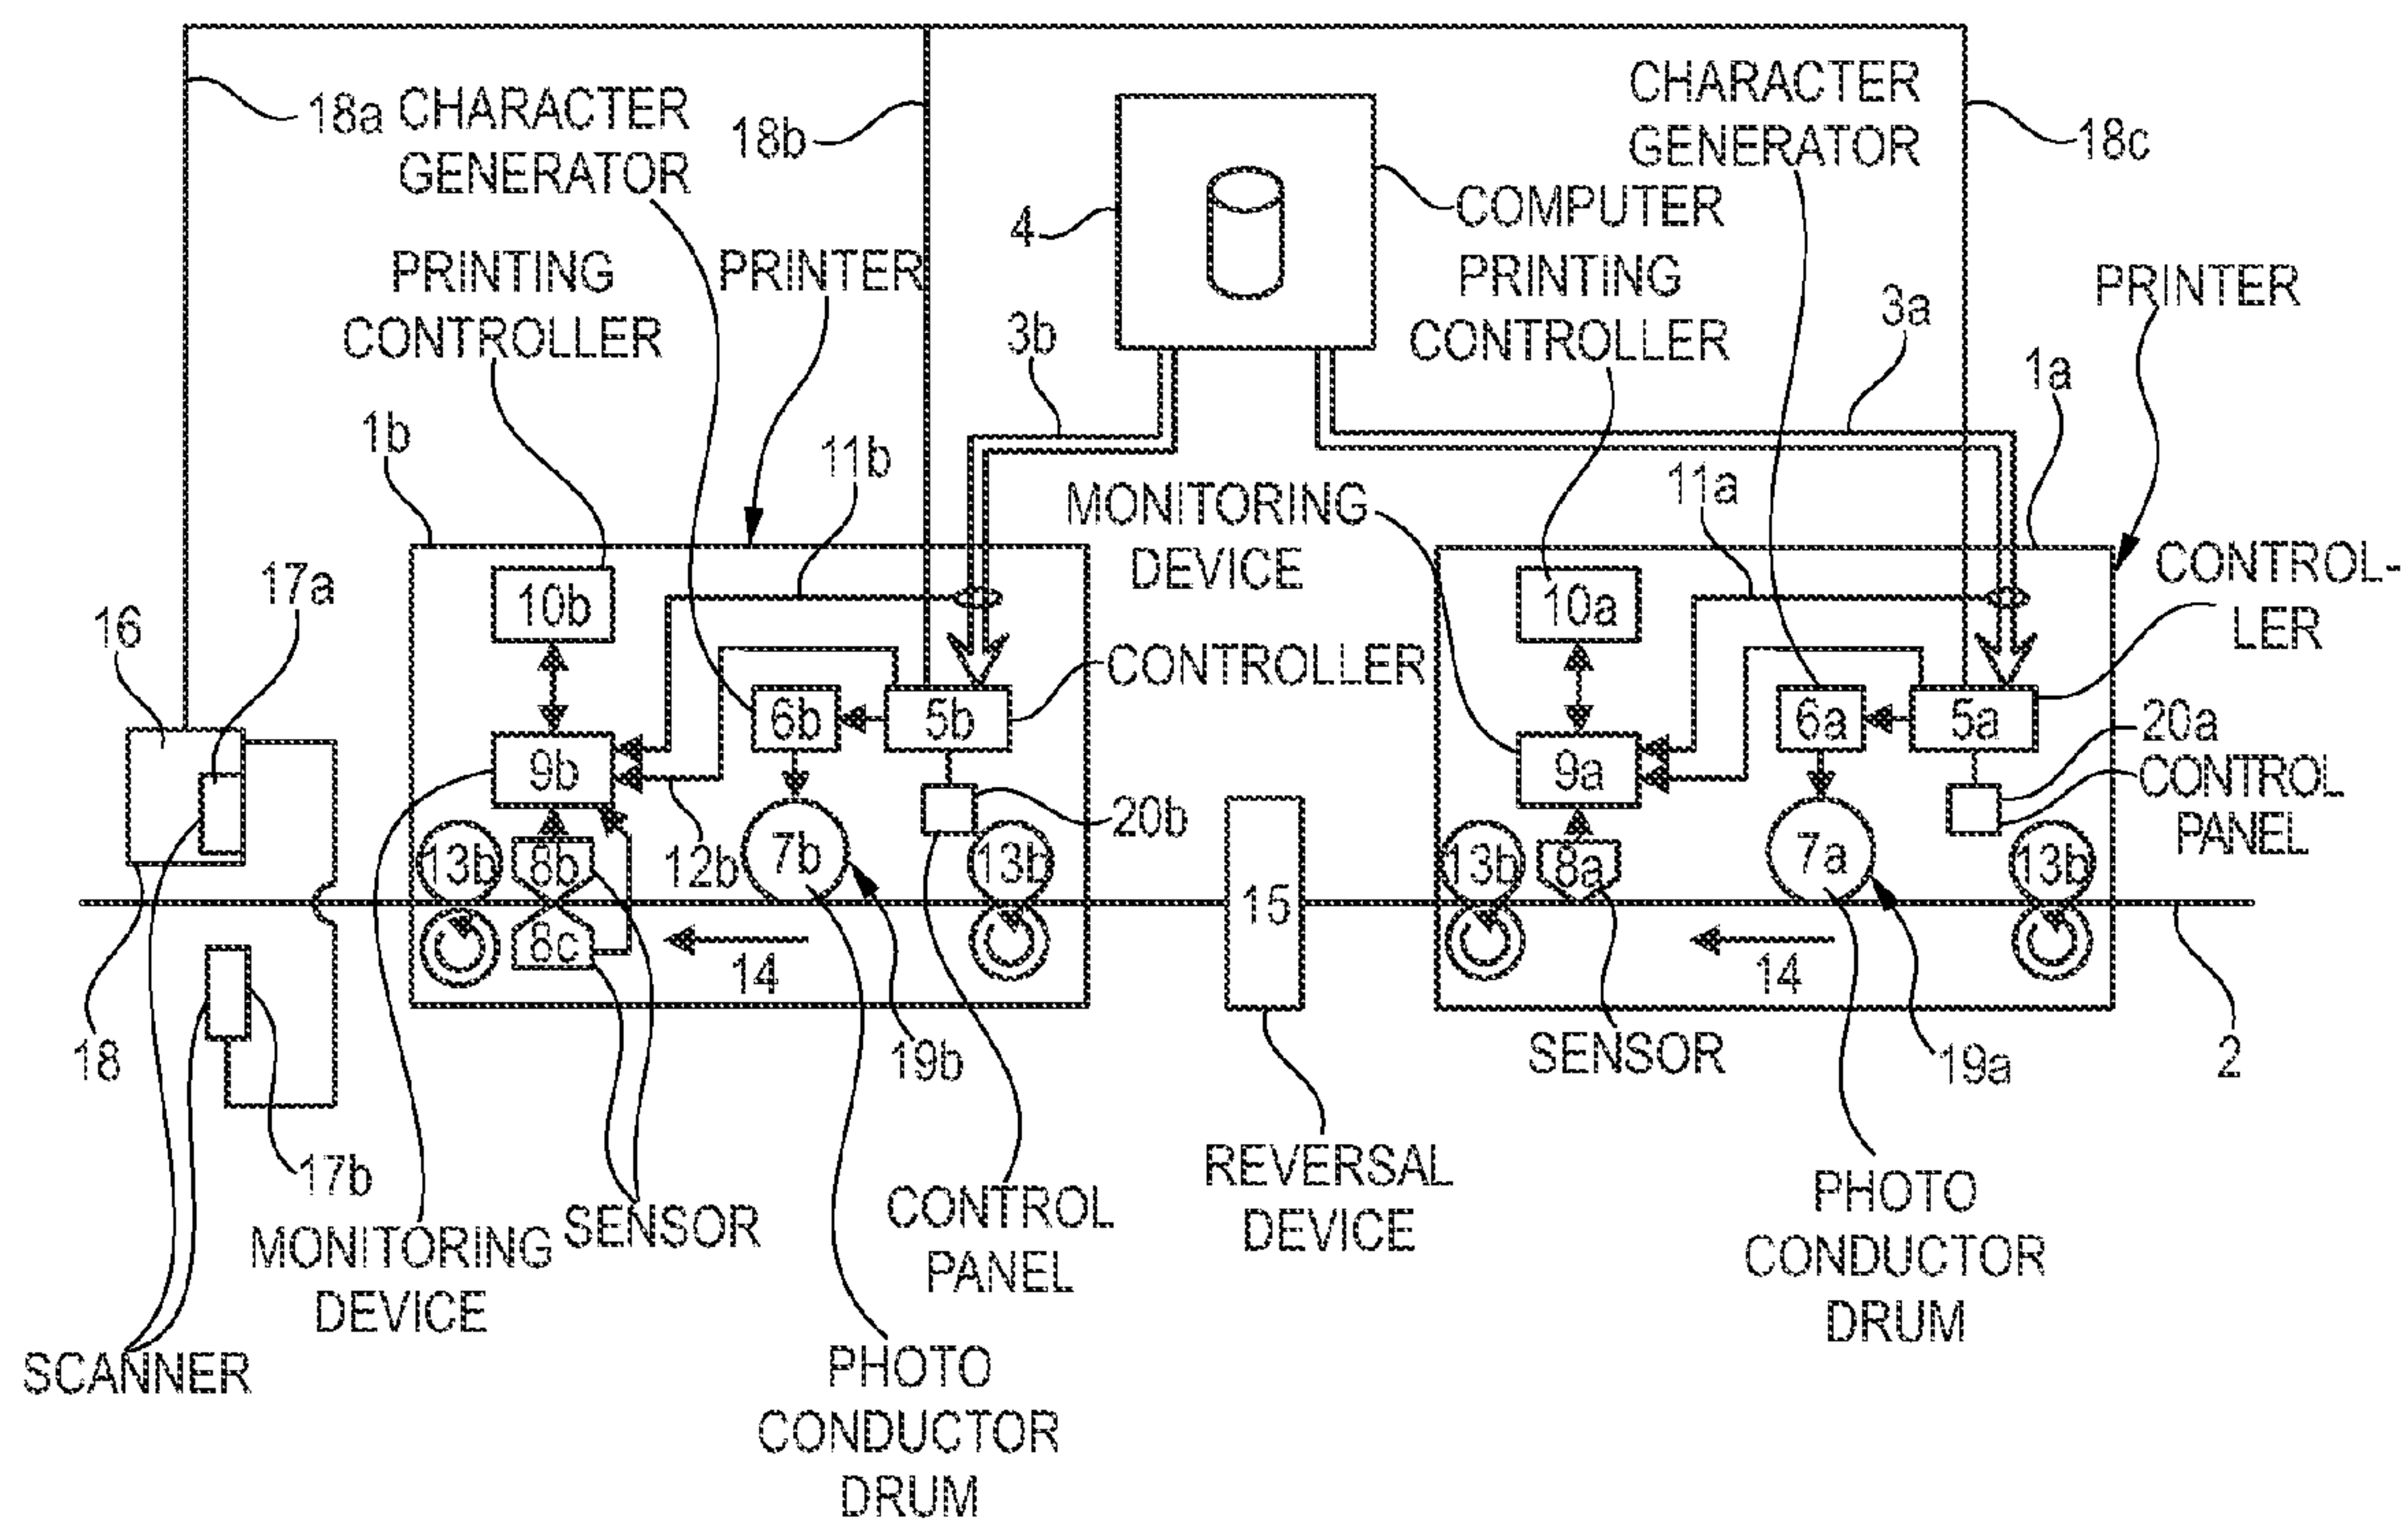 18a
CHARACTER
GENERATOR
18b
CHARACTER
GENERATOR
18c
4
COMPUTER
PRINTING
CONTROLLER
PRINTER
PRINTING
CONTROLLER
PRINTER
3b
3a
1a
1b
11b
MONITORING
DEVICE
11a
CONTROL-
LER
16
17a
10b
10a
CONTROLLER
6b
5b
6a
5a
20a
CONTROL
PANEL
9b
9a
20b
13b
8b
12b
7b
13b
15
13b
8a
7a
13b
8c
14
14
18
19b
SENSOR
19a
2
17b
MONITORING
DEVICE
SENSOR
CONTROL
PANEL
REVERSAL
DEVICE
PHOTO
CONDUCTOR
DRUM
SCANNER
PHOTO
CONDUCTOR
DRUM